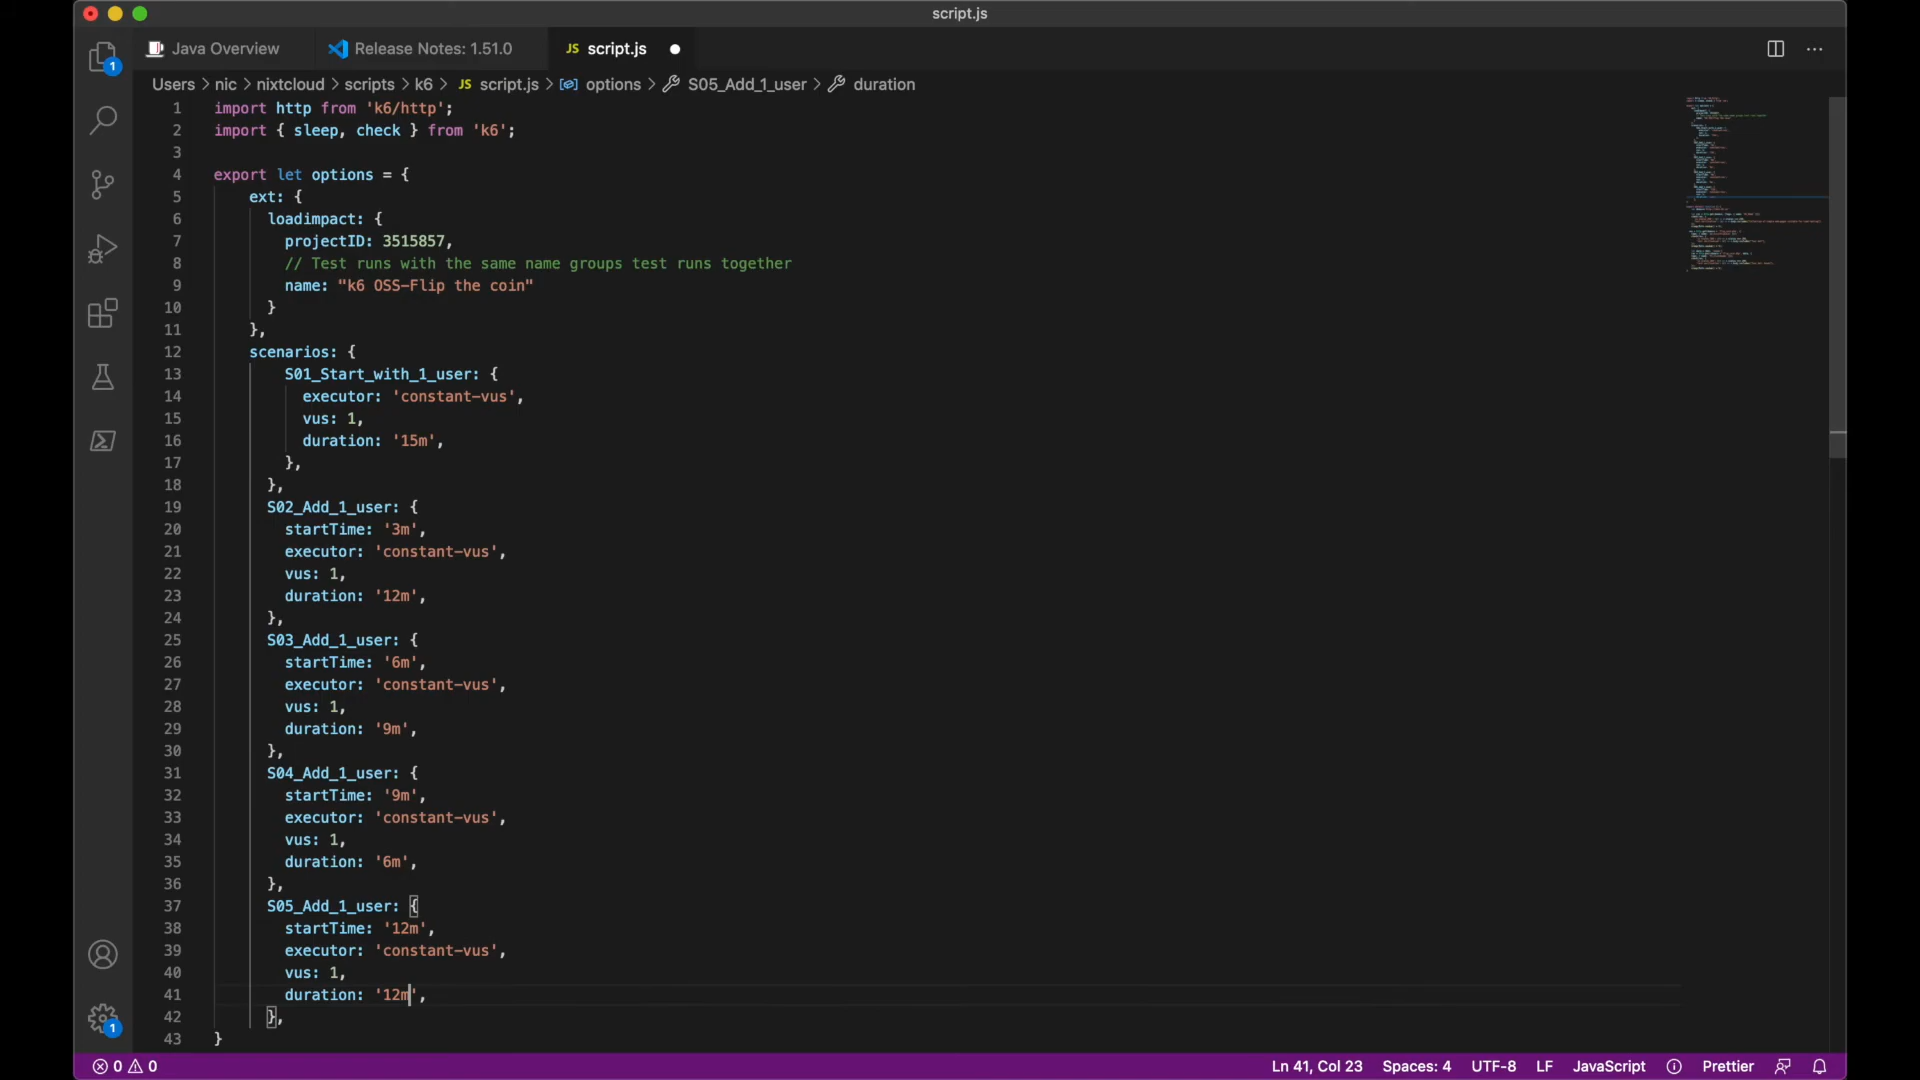 script.js
Java Overview
Release Notes: 1.51.0
JS script.js
Users > nic > nixtcloud > scripts > k6 > JS script.js > options > S05_Add_1_user > duration
1 import http from 'k6/http';
2 import { sleep, check } from 'k6';
3
4 export let options = {
5 ext: {
6 loadimpact: {
7 projectID: 3515857,
8 // Test runs with the same name groups test runs together
9 name: "k6 OSS-Flip the coin"
10 }
11 },
12 scenarios: {
13 S01_Start_with_1_user: {
14 executor: 'constant-vus',
15 vus: 1,
16 duration: '15m',
17 },
18 },
19 S02_Add_1_user: {
20 startTime: '3m',
21 executor: 'constant-vus',
22 vus: 1,
23 duration: '12m',
24 },
25 S03_Add_1_user: {
26 startTime: '6m',
27 executor: 'constant-vus',
28 vus: 1,
29 duration: '9m',
30 },
31 S04_Add_1_user: {
32 startTime: '9m',
33 executor: 'constant-vus',
34 vus: 1,
35 duration: '6m',
36 },
37 S05_Add_1_user: {
38 startTime: '12m',
39 executor: 'constant-vus',
40 vus: 1,
41 duration: '12m',
42 },
43 }
1
1
0 0 Ln 41, Col 23 Spaces: 4 UTF-8 LF JavaScript Prettier